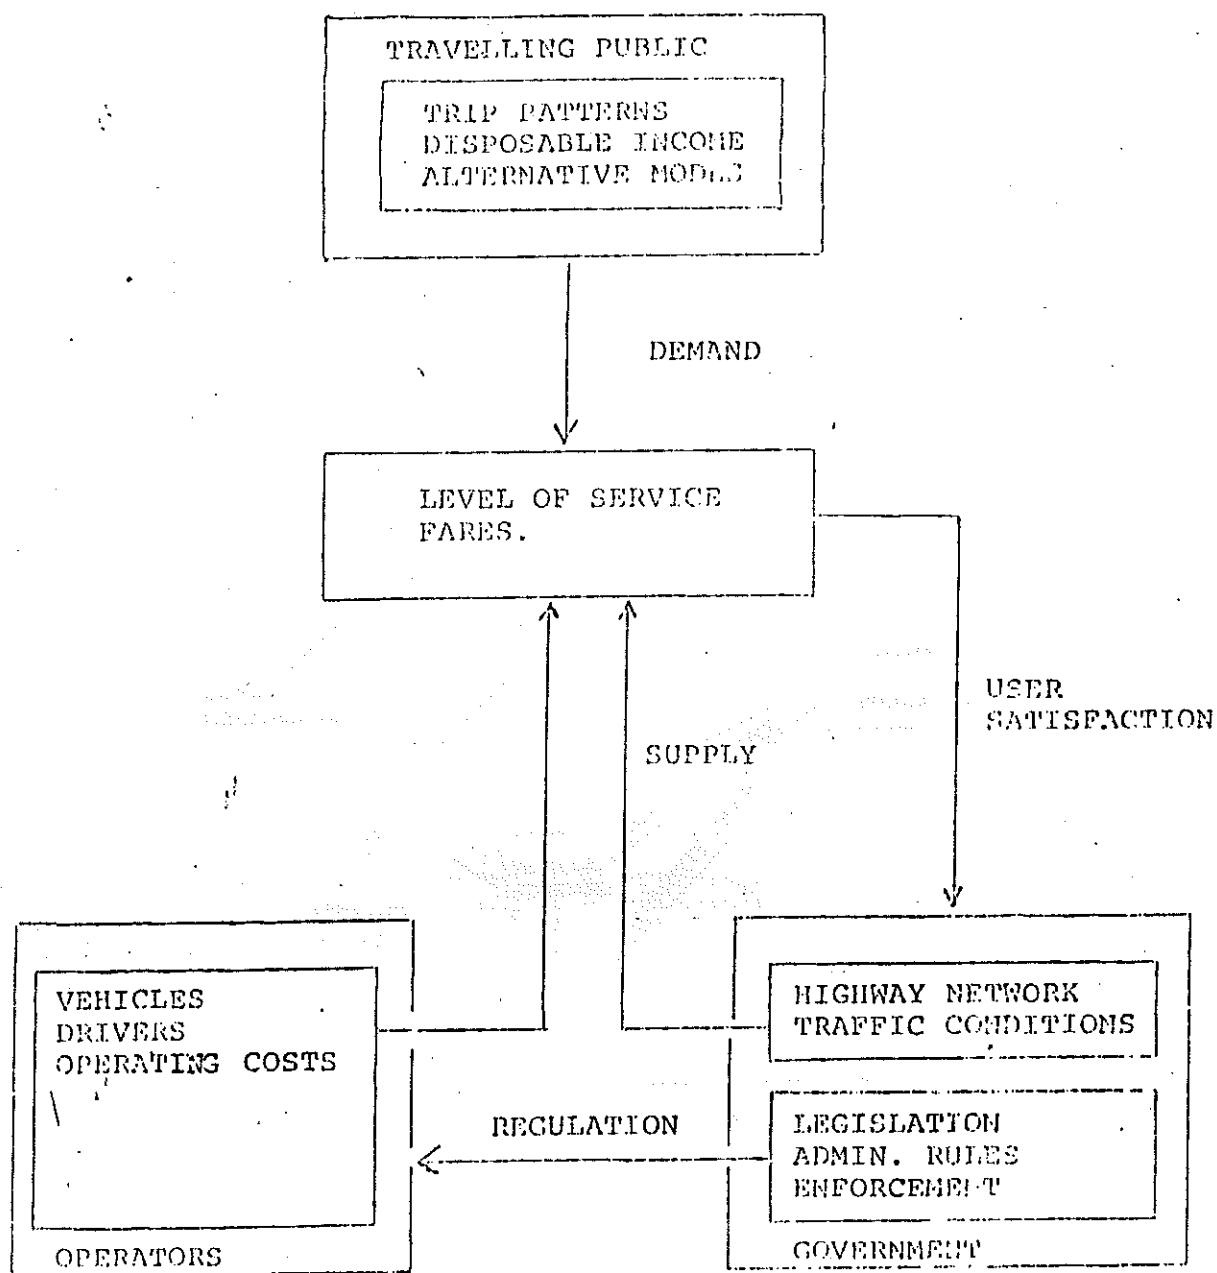 TRAVELLING PUBLIC
TRIP PATTERNS
DISPOSABLE INCOME
ALTERNATIVE MODES
DEMAND
LEVEL OF SERVICE
FARES.
USER
SATISFACTION
SUPPLY
VEHICLES
DRIVERS
OPERATING COSTS
OPERATORS
HIGHWAY NETWORK
TRAFFIC CONDITIONS
REGULATION
LEGISLATION
ADMIN. RULES
ENFORCEMENT
GOVERNMENT